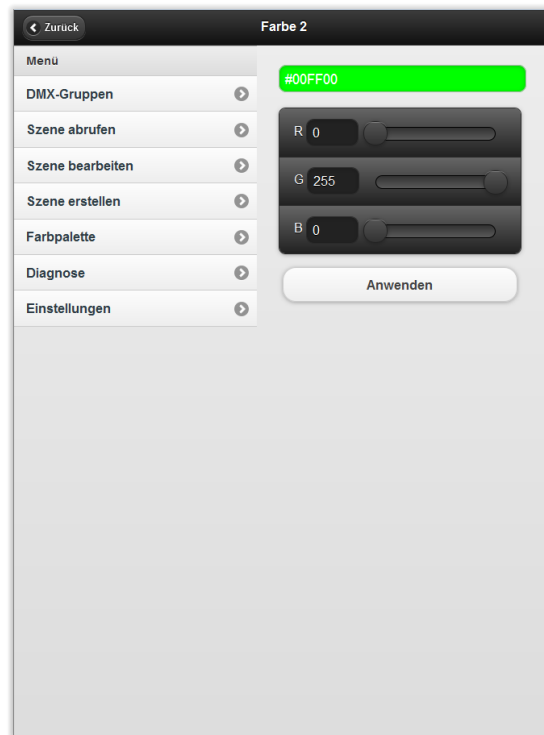 Zurück
Farbe 2
Menü
DMX-Gruppen
Szene abrufen
Szene bearbeiten
Szene erstellen
Farbpalette
Diagnose
Einstellungen
#00FF00
R 0
G 255
B 0
Anwenden